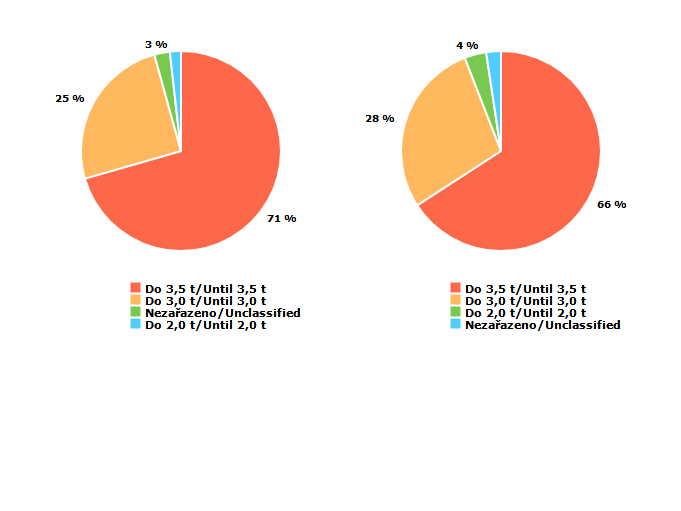 3 %
25 %
71 %
Do 3,5 t/Until 3,5 t
Do 3,0 t/Until 3,0 t
Nezařazeno/Unclassified
Do 2,0 t/Until 2,0 t
4 %
28 %
66 %
Do 3,5 t/Until 3,5 t
Do 3,0 t/Until 3,0 t
Do 2,0 t/Until 2,0 t
Nezařazeno/Unclassified